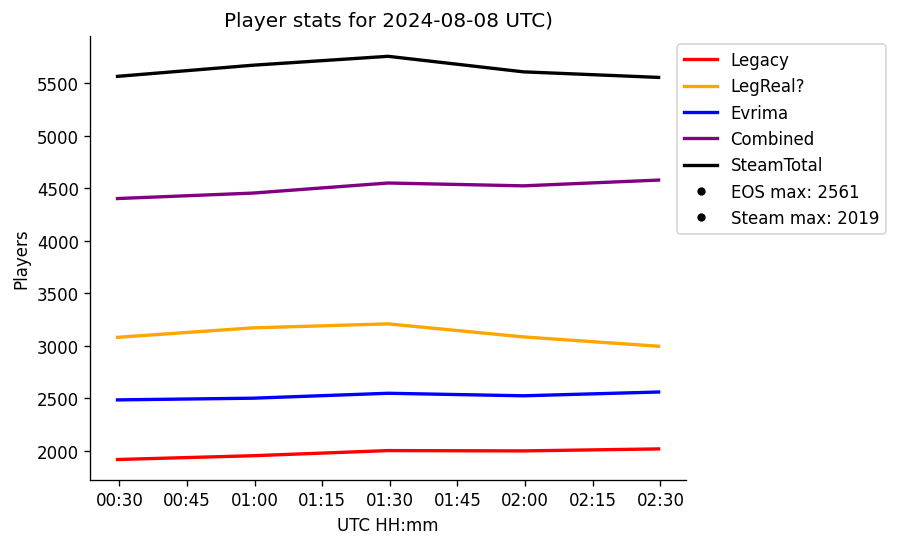 Player stats for 2024-08-08 UTC)
Players
5500
5000
4500
4000
3500
3000
2500
2000
00:30 00:45 01:00 01:15 01:30 01:45 02:00 02:15 02:30
UTC HH:mm
Legacy
LegReal?
Evrima
Combined
SteamTotal
EOS max: 2561
Steam max: 2019